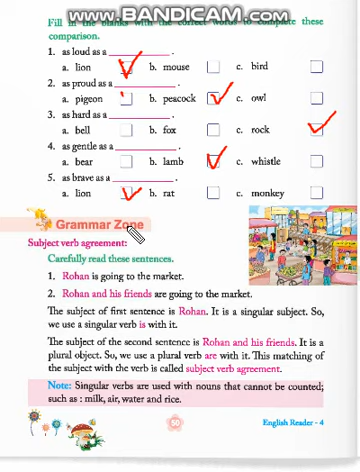 WWW.BANDICAM.COM
Fill in the blanks with the correct words to complete these
comparison.
1. as loud as a ____________ .
a. lion b. mouse c. bird
2. as proud as a ____________ .
a. pigeon b. peacock c. owl
3. as hard as a ____________ .
a. bell b. fox c. rock
4. as gentle as a ____________ .
a. bear b. lamb c. whistle
5. as brave as a ____________ .
a. lion b. rat c. monkey
Grammar Zone
Subject verb agreement:
Carefully read these sentences.
1. Rohan is going to the market.
2. Rohan and his friends are going to the market.
The subject of first sentence is Rohan. It is a singular subject. So,
we use a singular verb is with it.
The subject of the second sentence is Rohan and his friends. It is a
plural object. So, we use a plural verb are with it. This matching of
the subject with the verb is called subject verb agreement.
Note: Singular verbs are used with nouns that cannot be counted;
such as : milk, air, water and rice.
50
English Reader - 4